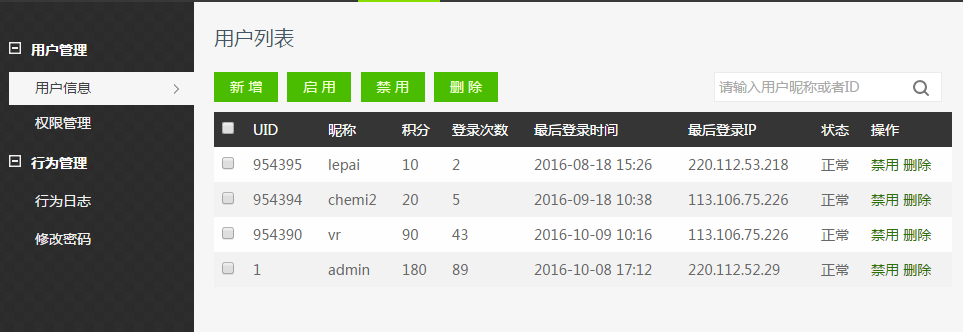 用户管理
用户信息
权限管理
行为管理
行为日志
修改密码
用户列表
新 增 启 用 禁 用 删 除 请输入用户昵称或者ID
UID 昵称 积分 登录次数 最后登录时间 最后登录IP 状态 操作
954395 lepai 10 2 2016-08-18 15:26 220.112.53.218 正常 禁用 删除
954394 chemi2 20 5 2016-09-18 10:38 113.106.75.226 正常 禁用 删除
954390 vr 90 43 2016-10-09 10:16 113.106.75.226 正常 禁用 删除
1 admin 180 89 2016-10-08 17:12 220.112.52.29 正常 禁用 删除